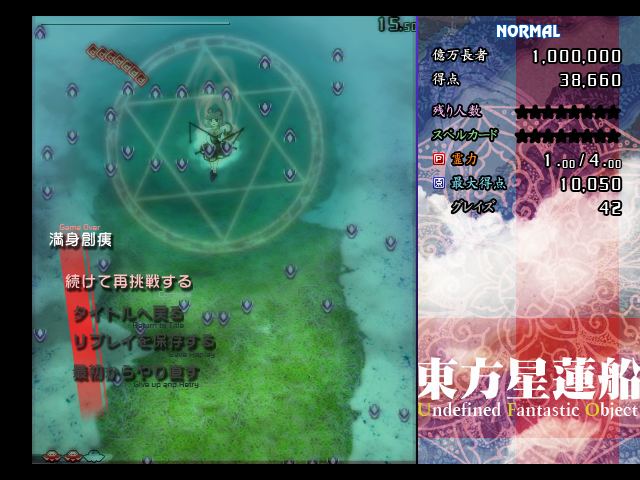 15.50
NORMAL
億万長者 1,000,000
得点 38,660
残り人数
スペルカード
P 霊力 1.00/4.00
最大得点 10,050
グレイズ 42
Game Over
満身創痍
続けて再挑戦する
タイトルへ戻る
Return to Title
リプレイを保存する
Save Replay
最初からやり直す
Give up and Retry
東方星蓮船
Undefined Fantastic Object